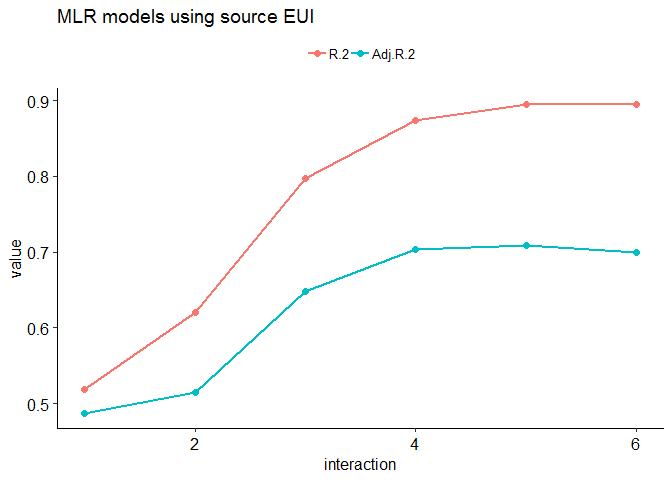 MLR models using source EUI
R.2 Adj.R.2
0.9
0.8
0.7
0.6
0.5
value
2 4 6
interaction